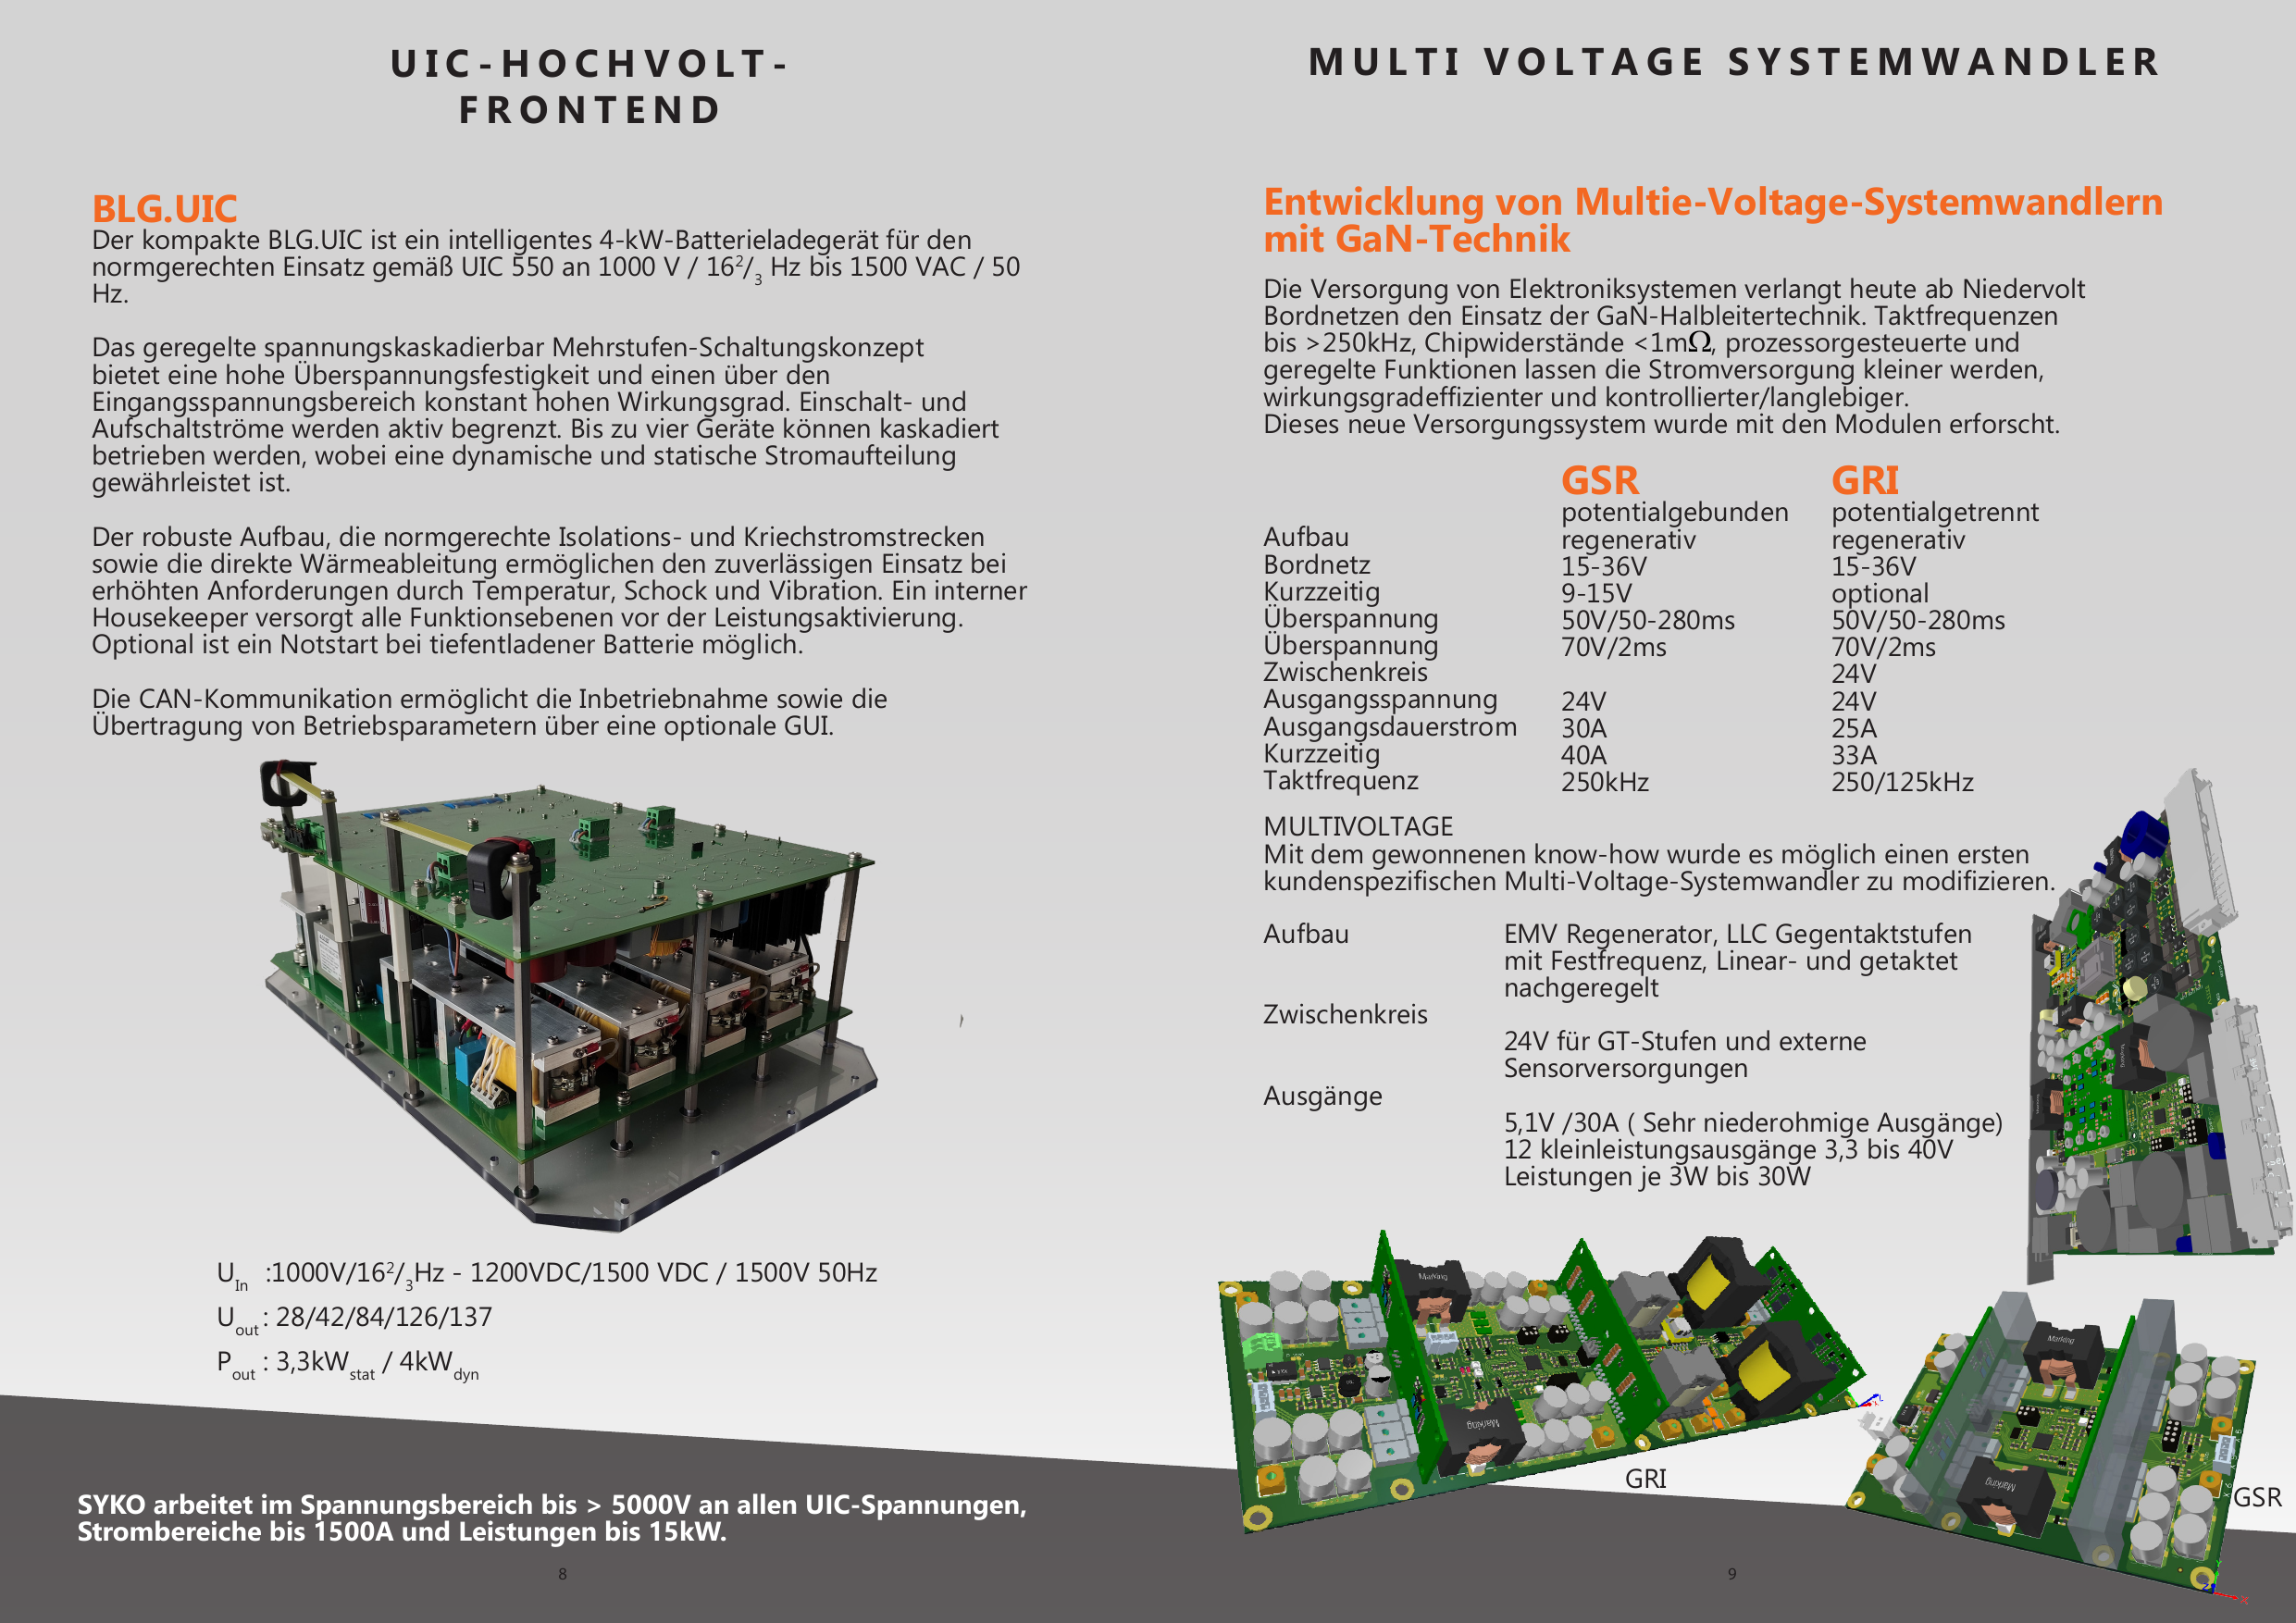 UIC-HOCHVOLT-
FRONTEND
BLG.UIC
Der kompakte BLG.UIC ist ein intelligentes 4-kW-Batterieladegerät für den
normgerechten Einsatz gemäß UIC 550 an 1000 V / 16²/₃ Hz bis 1500 VAC / 50
Hz.
Das geregelte spannungskaskadierbar Mehrstufen-Schaltungskonzept
bietet eine hohe Überspannungsfestigkeit und einen über den
Eingangsspannungsbereich konstant hohen Wirkungsgrad. Einschalt- und
Aufschaltströme werden aktiv begrenzt. Bis zu vier Geräte können kaskadiert
betrieben werden, wobei eine dynamische und statische Stromaufteilung
gewährleistet ist.
Der robuste Aufbau, die normgerechte Isolations- und Kriechstromstrecken
sowie die direkte Wärmeableitung ermöglichen den zuverlässigen Einsatz bei
erhöhten Anforderungen durch Temperatur, Schock und Vibration. Ein interner
Housekeeper versorgt alle Funktionsebenen vor der Leistungsaktivierung.
Optional ist ein Notstart bei tiefentladener Batterie möglich.
Die CAN-Kommunikation ermöglicht die Inbetriebnahme sowie die
Übertragung von Betriebsparametern über eine optionale GUI.
U In :1000V/16²/₃Hz - 1200VDC/1500 VDC / 1500V 50Hz
U out : 28/42/84/126/137
P out : 3,3kW stat / 4kW dyn
SYKO arbeitet im Spannungsbereich bis > 5000V an allen UIC-Spannungen,
Strombereiche bis 1500A und Leistungen bis 15kW.
8
MULTI VOLTAGE SYSTEMWANDLER
Entwicklung von Multie-Voltage-Systemwandlern
mit GaN-Technik
Die Versorgung von Elektroniksystemen verlangt heute ab Niedervolt
Bordnetzen den Einsatz der GaN-Halbleitertechnik. Taktfrequenzen
bis >250kHz, Chipwiderstände <1mΩ, prozessorgesteuerte und
geregelte Funktionen lassen die Stromversorgung kleiner werden,
wirkungsgradeffizienter und kontrollierter/langlebiger.
Dieses neue Versorgungssystem wurde mit den Modulen erforscht.
GSR GRI
potentialgebunden potentialgetrennt
Aufbau regenerativ regenerativ
Bordnetz 15-36V 15-36V
Kurzzeitig 9-15V optional
Überspannung 50V/50-280ms 50V/50-280ms
Überspannung 70V/2ms 70V/2ms
Zwischenkreis 24V
Ausgangsspannung 24V 24V
Ausgangsdauerstrom 30A 25A
Kurzzeitig 40A 33A
Taktfrequenz 250kHz 250/125kHz
MULTIVOLTAGE
Mit dem gewonnenen know-how wurde es möglich einen ersten
kundenspezifischen Multi-Voltage-Systemwandler zu modifizieren.
Aufbau EMV Regenerator, LLC Gegentaktstufen
mit Festfrequenz, Linear- und getaktet
nachgeregelt
Zwischenkreis
24V für GT-Stufen und externe
Sensorversorgungen
Ausgänge
5,1V /30A ( Sehr niederohmige Ausgänge)
12 kleinleistungsausgänge 3,3 bis 40V
Leistungen je 3W bis 30W
Marking
Marking
Marking
Marking
GRI
GSR
9